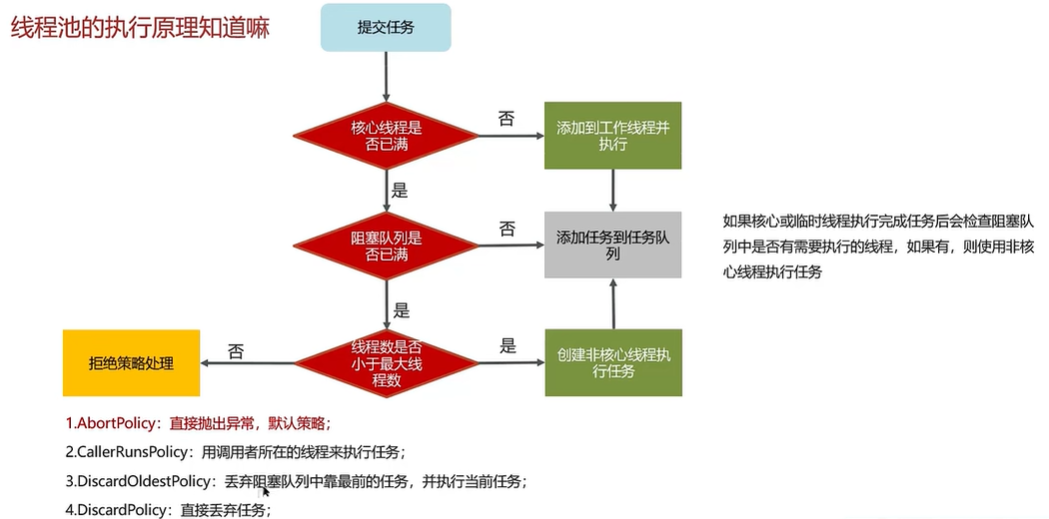 线程池的执行原理知道嘛
提交任务
核心线程是
否已满
否
添加到工作线程并
执行
是
阻塞队列是
否已满
否
添加任务到任务队
列
如果核心或临时线程执行完成任务后会检查阻塞队
列中是否有需要执行的线程，如果有，则使用非核
心线程执行任务
是
线程数是否
小于最大线
程数
否
拒绝策略处理
是
创建非核心线程执
行任务
1.AbortPolicy：直接抛出异常，默认策略；
2.CallerRunsPolicy：用调用者所在的线程来执行任务；
3.DiscardOldestPolicy：丢弃阻塞队列中靠最前的任务，并执行当前任务；
4.DiscardPolicy：直接丢弃任务；